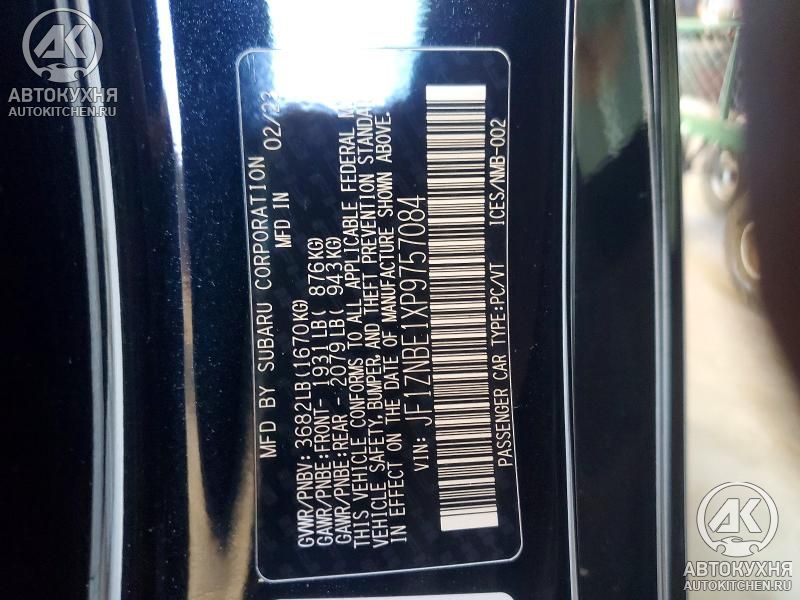 AK
АВТОКУХНЯ
AUTOKITCHEN.RU
MFD BY SUBARU CORPORATION 02/23
MFD IN
GVWR/PNBV: 3682LB(1670KG)
GAWR/PNBE:FRONT- 1931LB( 876KG)
GAWR/PNBE:REAR - 2079LB( 943KG)
THIS VEHICLE CONFORMS TO ALL APPLICABLE FEDERAL
VEHICLE SAFETY,BUMPER, AND THEFT PREVENTION
IN EFFECT ON THE DATE OF MANUFACTURE SHOWN ABOVE.
VIN: JF1ZNBE1XP9757084
PASSENGER CAR TYPE:PC/VT ICES/NMB-002
AK
АВТОКУХНЯ
AUTOKITCHEN.RU